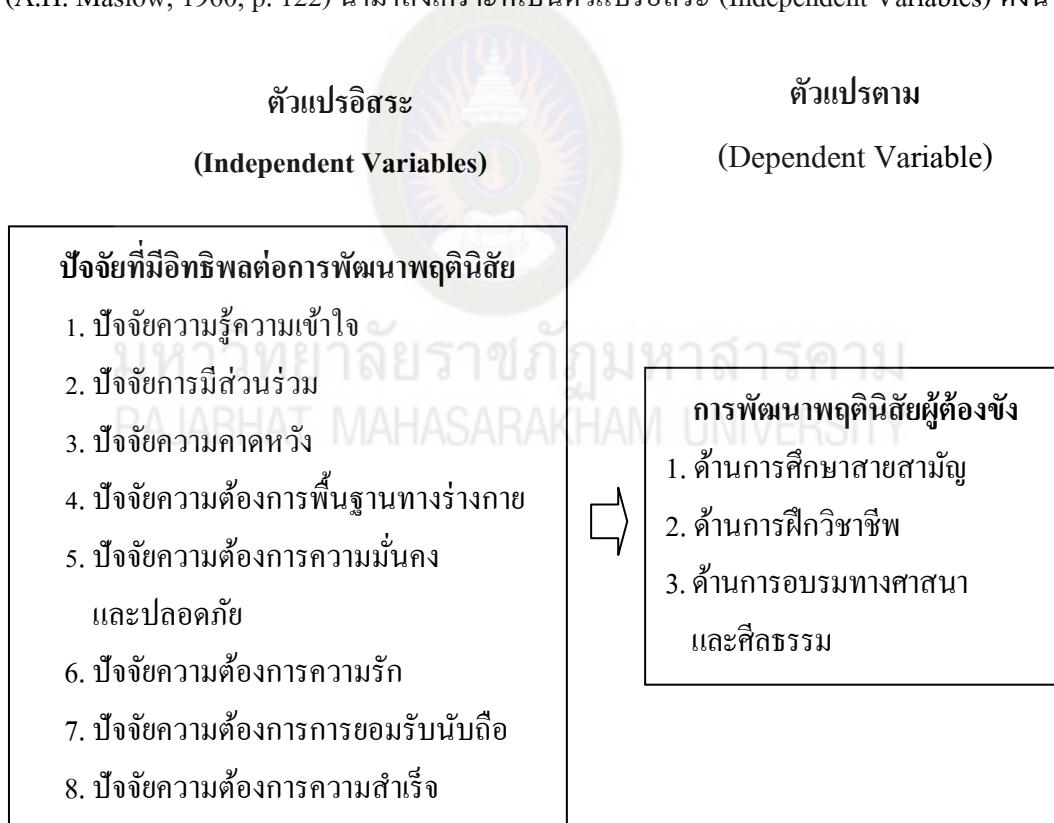 (A.H. Maslow, 1960, p. 122) (Independent Variables)
ตัวแปรอิสระ
(Independent Variables)
ตัวแปรตาม
(Dependent Variable)
ปัจจัยที่มีอิทธิพลต่อการพัฒนาพฤตินิสัย
1. ปัจจัยความรู้ความเข้าใจ
2. ปัจจัยการมีส่วนร่วม
3. ปัจจัยความคาดหวัง
4. ปัจจัยความต้องการพื้นฐานทางร่างกาย
5. ปัจจัยความต้องการความมั่นคง
และปลอดภัย
6. ปัจจัยความต้องการความรัก
7. ปัจจัยความต้องการการยอมรับนับถือ
8. ปัจจัยความต้องการความสำเร็จ
การพัฒนาพฤตินิสัยผู้ต้องขัง
1. ด้านการศึกษาสายสามัญ
2. ด้านการฝึกวิชาชีพ
3. ด้านการอบรมทางศาสนา
และศีลธรรม
มหาวิทยาลัยราชภัฏมหาสารคาม
RAJABHAT MAHASARAKHAM UNIVERSITY